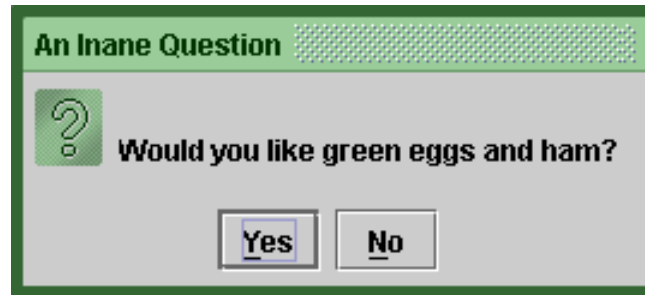 An Inane Question
Would you like green eggs and ham?
Yes No